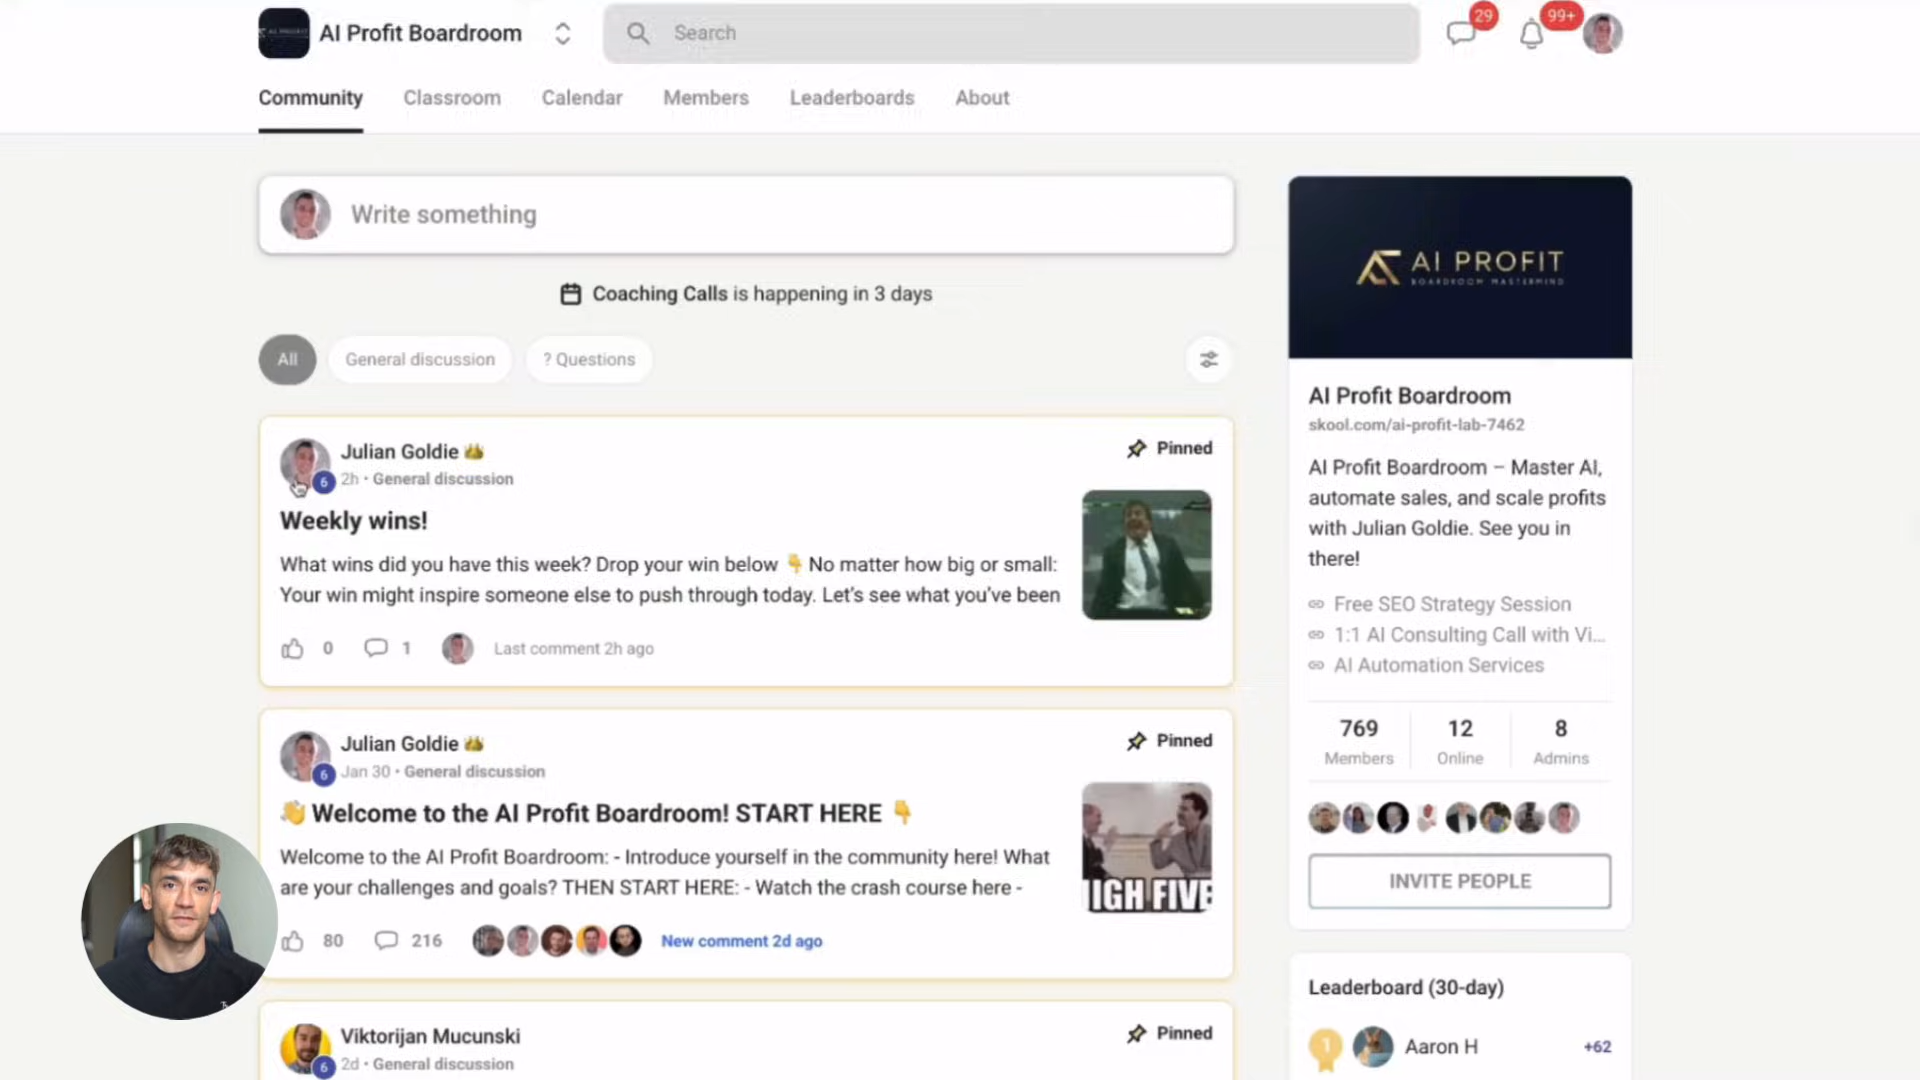 AI Profit Boardroom
Search
29
99+
Community
Classroom
Calendar
Members
Leaderboards
About
Write something
Coaching Calls is happening in 3 days
All
General discussion
? Questions
Julian Goldie
6
2h • General discussion
Pinned
Weekly wins!
What wins did you have this week? Drop your win below 👇 No matter how big or small:
Your win might inspire someone else to push through today. Let's see what you've been
0
1
Last comment 2h ago
Julian Goldie
6
Jan 30 • General discussion
Pinned
👋 Welcome to the AI Profit Boardroom! START HERE 👇
Welcome to the AI Profit Boardroom: - Introduce yourself in the community here! What
are your challenges and goals? THEN START HERE: - Watch the crash course here -
HIGH FIVE
80
216
New comment 2d ago
Viktorijan Mucunski
6
2d • General discussion
Pinned
AI PROFIT
BOARDROOM MASTERMIND
AI Profit Boardroom
skool.com/ai-profit-lab-7462
AI Profit Boardroom – Master AI,
automate sales, and scale profits
with Julian Goldie. See you in
there!
Free SEO Strategy Session
1:1 AI Consulting Call with Vi...
AI Automation Services
769
Members
12
Online
8
Admins
INVITE PEOPLE
Leaderboard (30-day)
1
Aaron H
+62